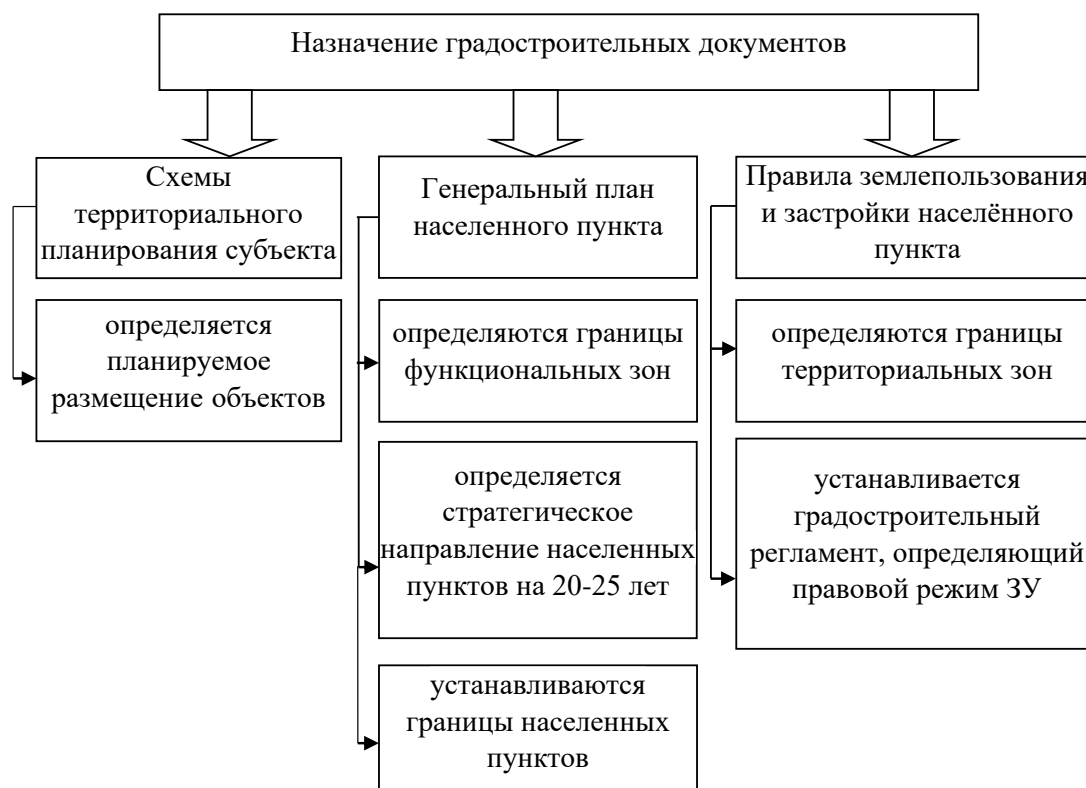 Назначение градостроительных документов
Схемы
территориального
планирования субъекта
определяется
планируемое
размещение объектов
Генеральный план
населенного пункта
определяются границы
функциональных зон
определяется
стратегическое
направление населенных
пунктов на 20-25 лет
устанавливаются
границы населенных
пунктов
Правила землепользования
и застройки населённого
пункта
определяются границы
территориальных зон
устанавливается
градостроительный
регламент, определяющий
правовой режим ЗУ